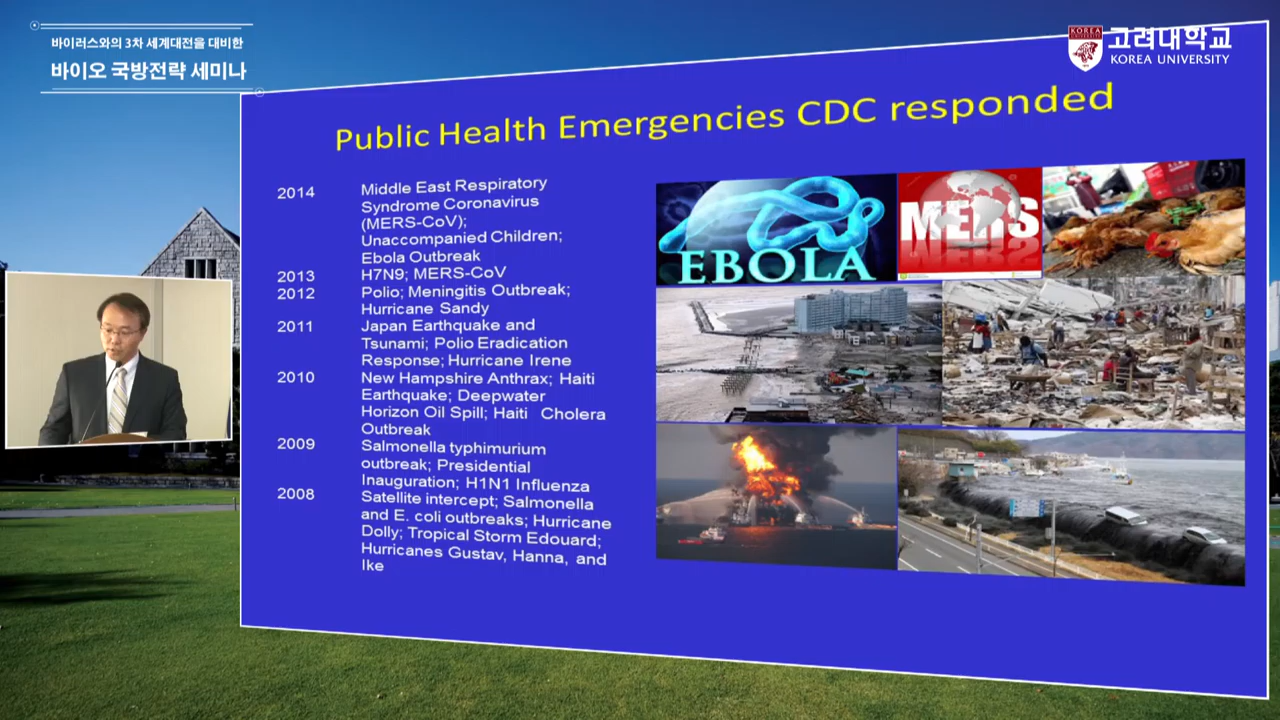 바이러스와의 3차 세계대전을 대비한
바이오 국방전략 세미나
KOREA
고려대학교
KOREA UNIVERSITY
Public Health Emergencies CDC responded
2014 Middle East Respiratory
Syndrome Coronavirus
(MERS-CoV);
Unaccompanied Children;
Ebola Outbreak
2013 H7N9; MERS-CoV
2012 Polio; Meningitis Outbreak;
Hurricane Sandy
2011 Japan Earthquake and
Tsunami; Polio Eradication
Response; Hurricane Irene
2010 New Hampshire Anthrax; Haiti
Earthquake; Deepwater
Horizon Oil Spill; Haiti Cholera
Outbreak
2009 Salmonella typhimurium
outbreak; Presidential
Inauguration; H1N1 Influenza
2008 Satellite intercept; Salmonella
and E. coli outbreaks; Hurricane
Dolly; Tropical Storm Edouard;
Hurricanes Gustav, Hanna, and
Ike
EBOLA
MERS